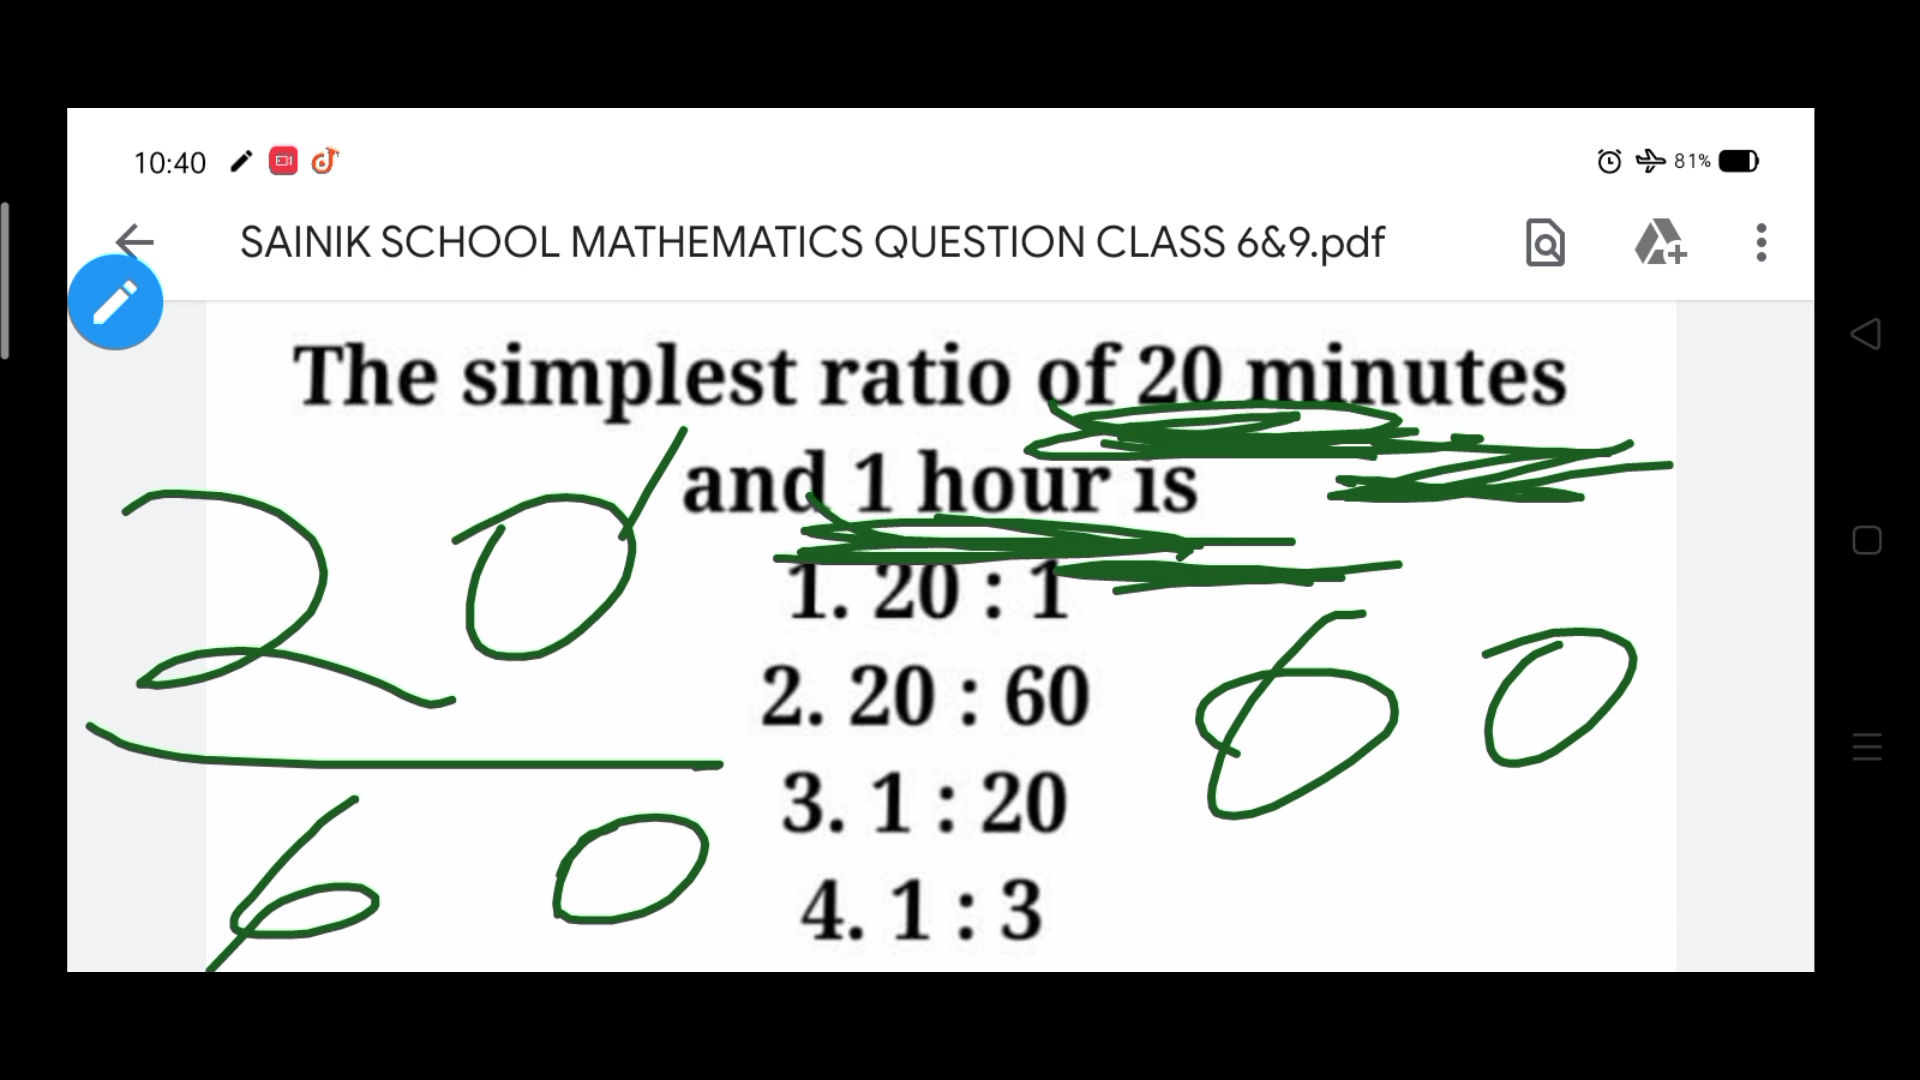 10:40
81%
SAINIK SCHOOL MATHEMATICS QUESTION CLASS 6&9.pdf
The simplest ratio of 20 minutes
and 1 hour is
1. 20 : 1
2. 20 : 60
3. 1 : 20
4. 1 : 3
20
60
60